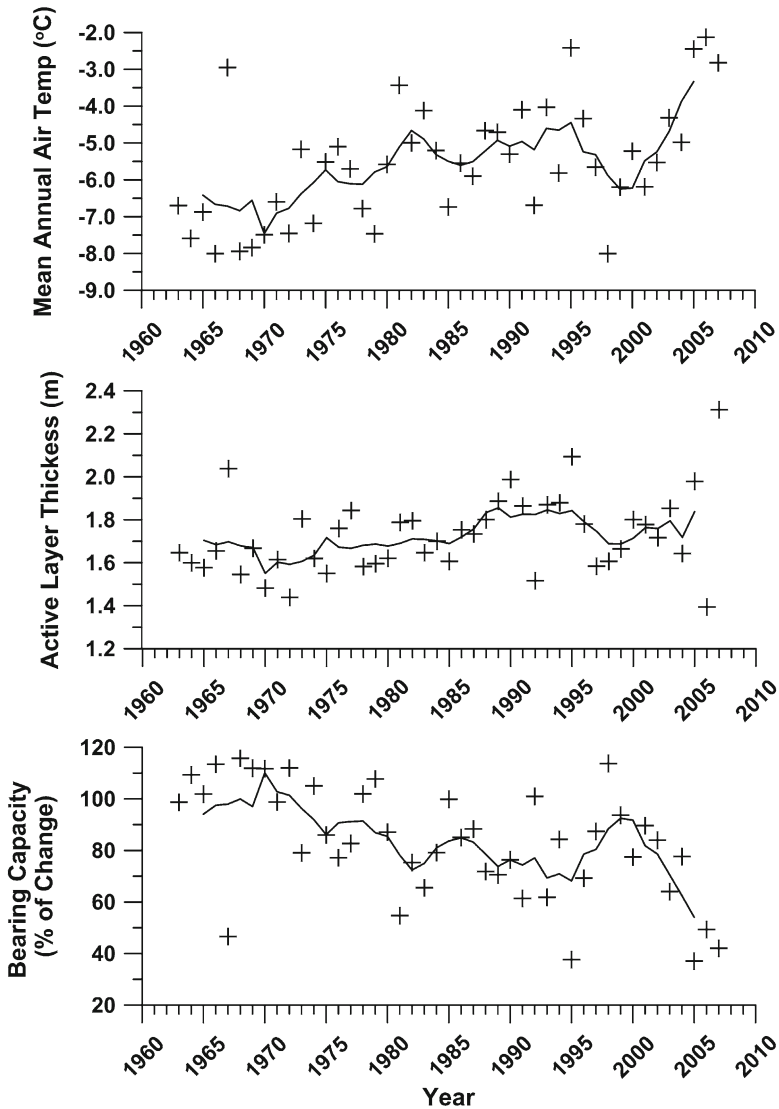 Mean Annual Air Temp (oC)
-2.0
-3.0
-4.0
-5.0
-6.0
-7.0
-8.0
-9.0
1960 1965 1970 1975 1980 1985 1990 1995 2000 2005 2010
Active Layer Thickess (m)
2.4
2.2
2.0
1.8
1.6
1.4
1.2
1960 1965 1970 1975 1980 1985 1990 1995 2000 2005 2010
Bearing Capacity
(% of Change)
120
100
80
60
40
20
1960 1965 1970 1975 1980 1985 1990 1995 2000 2005 2010
Year